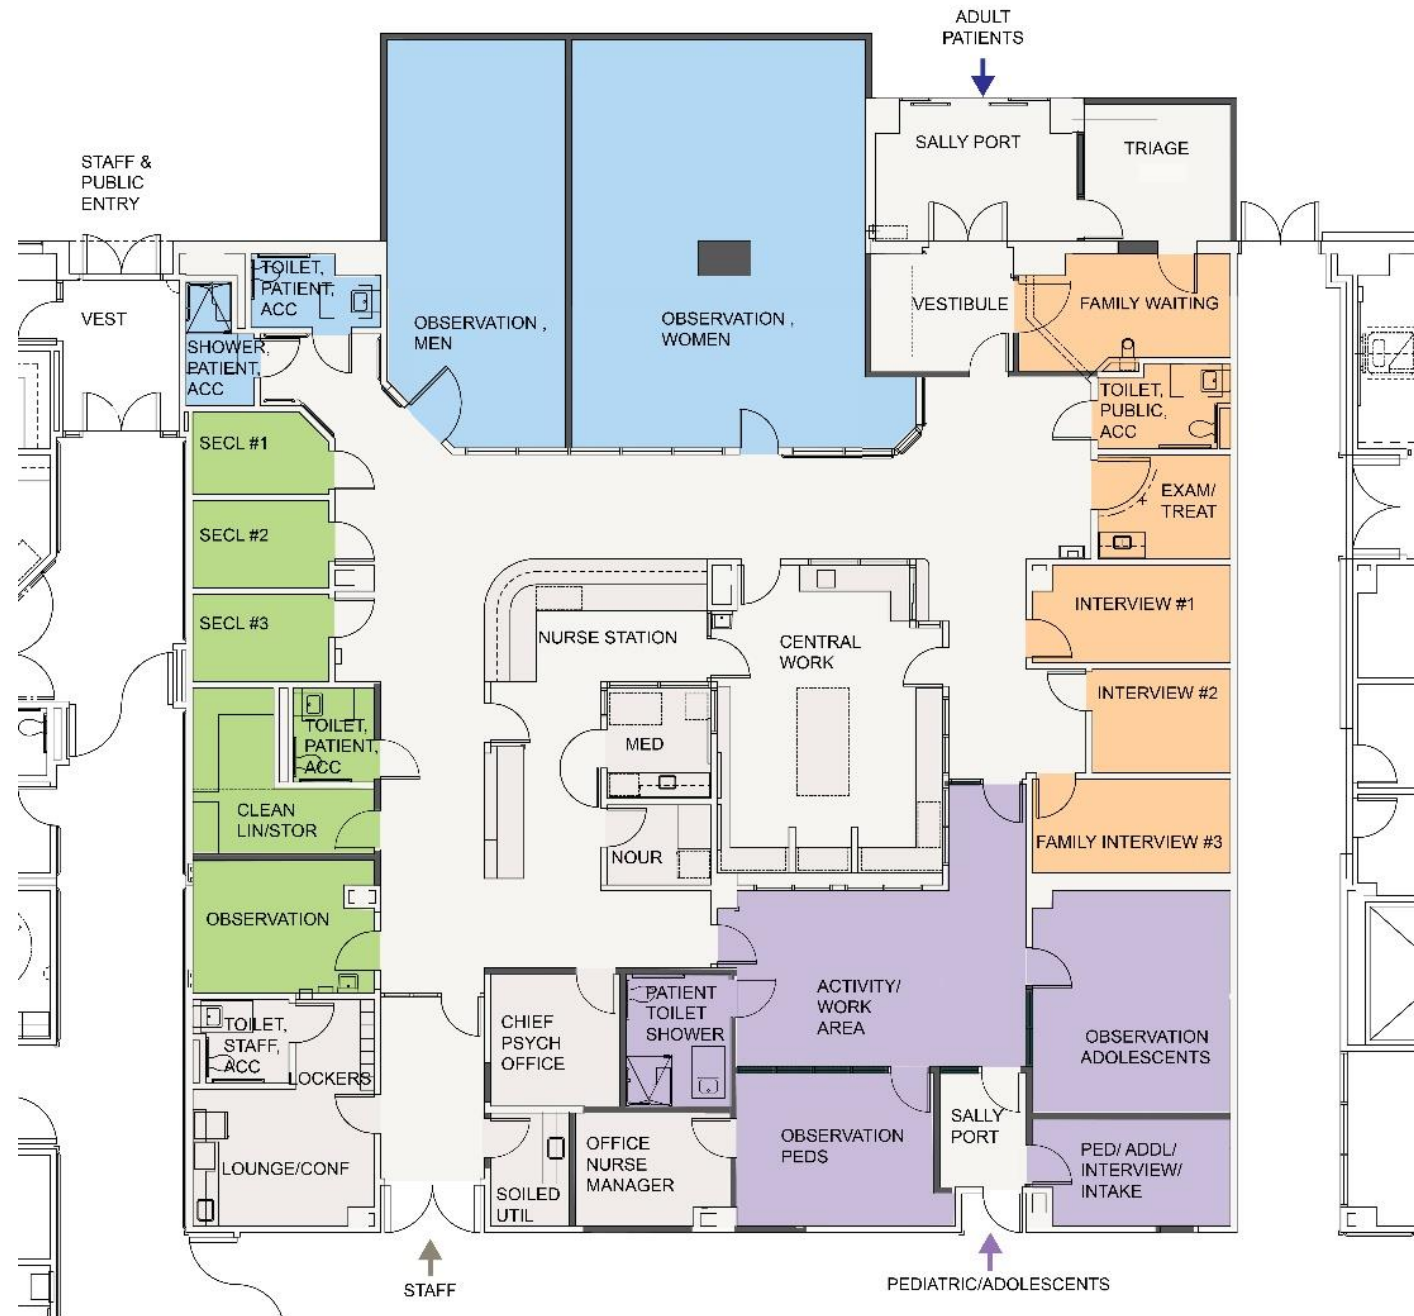 ADULT
PATIENTS
SALLY PORT
TRIAGE
STAFF &
PUBLIC
ENTRY
TOILET,
PATIENT,
ACC
VEST
SHOWER,
PATIENT,
ACC
OBSERVATION ,
MEN
OBSERVATION ,
WOMEN
VESTIBULE
FAMILY WAITING
TOILET,
PUBLIC,
ACC
SECL #1
EXAM/
TREAT
SECL #2
SECL #3
INTERVIEW #1
NURSE STATION
CENTRAL
WORK
INTERVIEW #2
TOILET,
PATIENT,
ACC
MED
CLEAN
LIN/STOR
NOUR
FAMILY INTERVIEW #3
OBSERVATION
PATIENT
TOILET
SHOWER
ACTIVITY/
WORK
AREA
CHIEF
PSYCH
OFFICE
TOILET,
STAFF,
ACC
LOCKERS
OBSERVATION
ADOLESCENTS
SALLY
PORT
OBSERVATION
PEDS
OFFICE
NURSE
MANAGER
PED/ ADDL/
INTERVIEW/
INTAKE
LOUNGE/CONF
SOILED
UTIL
STAFF
PEDIATRIC/ADOLESCENTS